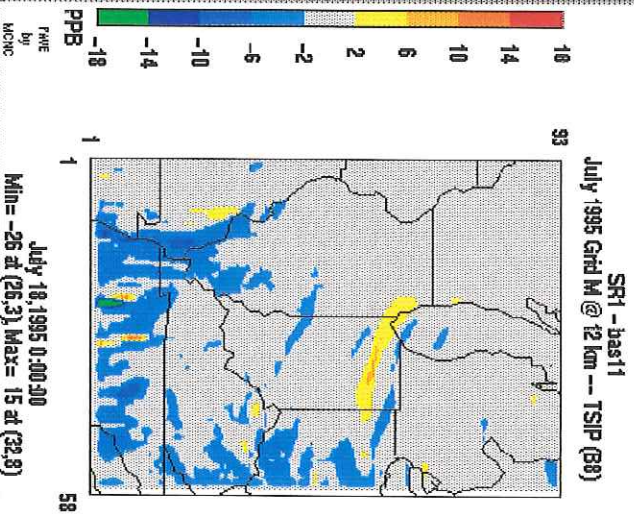 SR1 - bas11
July 1995 Grid M @ 12 km --- TSIP (B8)
18
14
10
6
2
-2
-6
-10
-14
-18
PPB
93
1
1
58
PAVE
by
MCNC
July 18,1995 0:00:00
Min= -26 at (26,3), Max= 15 at (32,8)